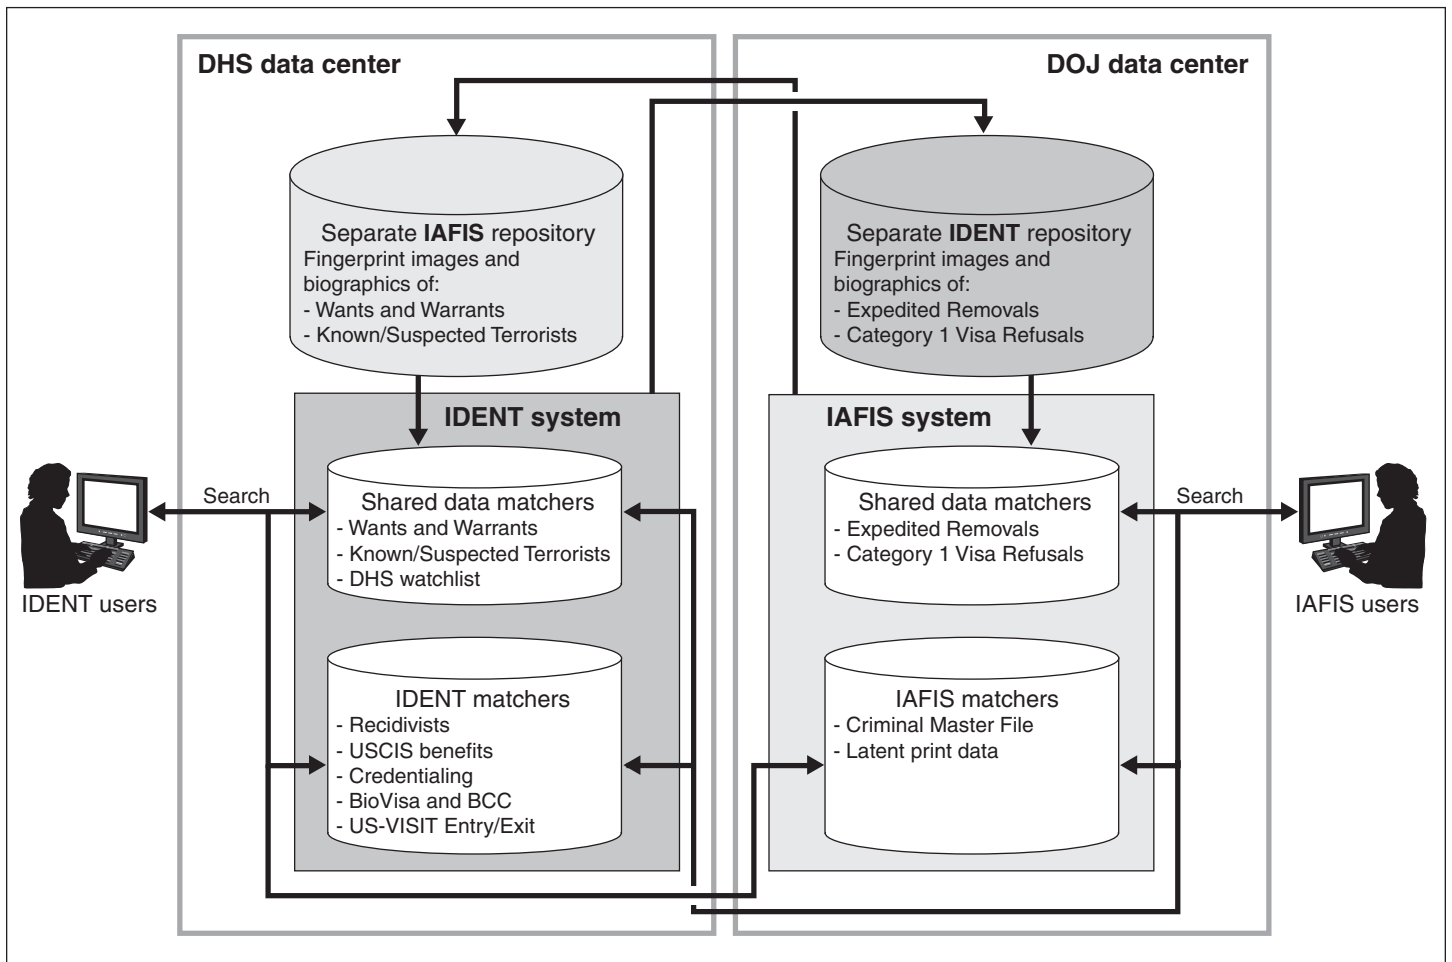 DHS data center
DOJ data center
Separate IAFIS repository
Fingerprint images and
biographics of:
- Wants and Warrants
- Known/Suspected Terrorists
Separate IDENT repository
Fingerprint images and
biographics of:
- Expedited Removals
- Category 1 Visa Refusals
IDENT system
IAFIS system
Search
Shared data matchers
- Wants and Warrants
- Known/Suspected Terrorists
- DHS watchlist
Shared data matchers
- Expedited Removals
- Category 1 Visa Refusals
Search
IDENT users
IAFIS users
IDENT matchers
- Recidivists
- USCIS benefits
- Credentialing
- BioVisa and BCC
- US-VISIT Entry/Exit
IAFIS matchers
- Criminal Master File
- Latent print data